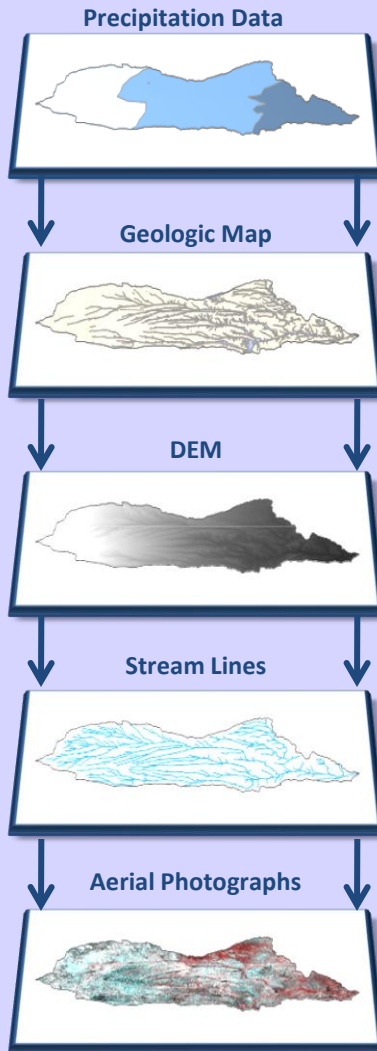 Precipitation Data
Geologic Map
DEM
Stream Lines
Aerial Photographs